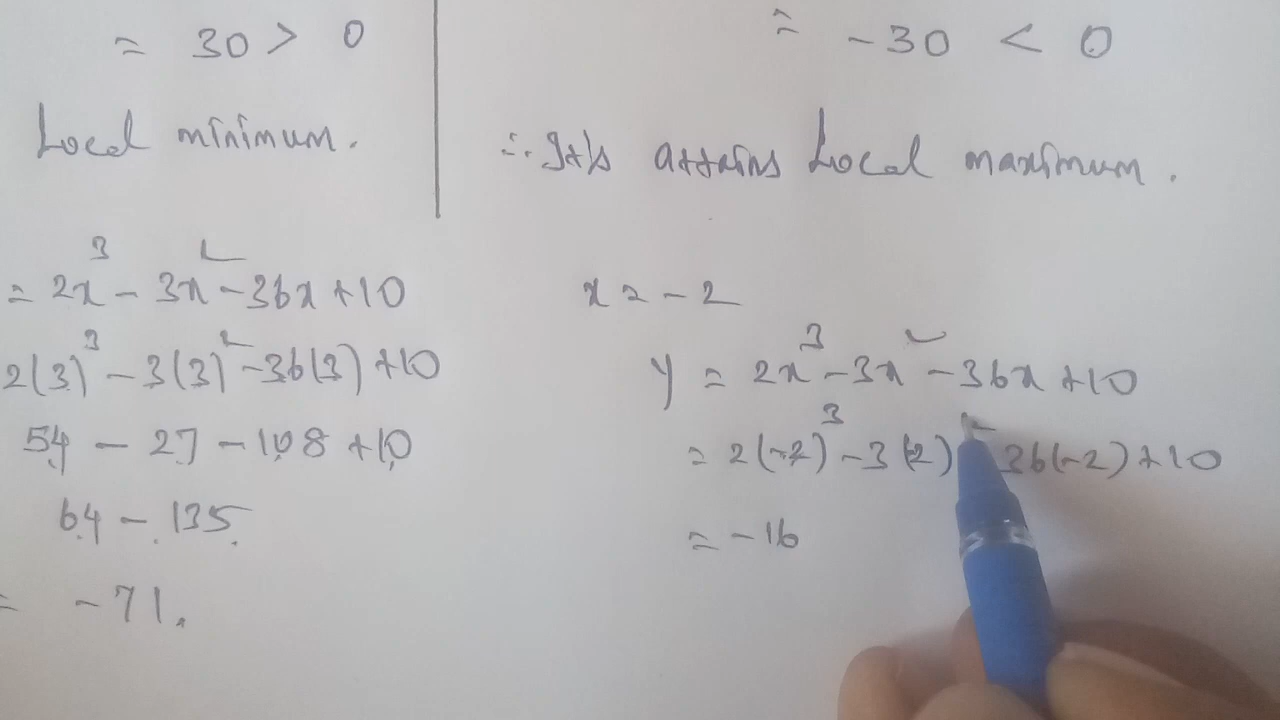 = 30 > 0
Local minimum.
= 2x³ - 3x² - 36x + 10
2(3)³ - 3(3)² - 36(3) + 10
54 - 27 - 108 + 10
64 - 135
= -71.
= -30 < 0
∴ It's attains Local maximum.
x = -2
y = 2x³ - 3x² - 36x + 10
= 2(-2)³ - 3(-2)² 36(-2) + 10
= -16